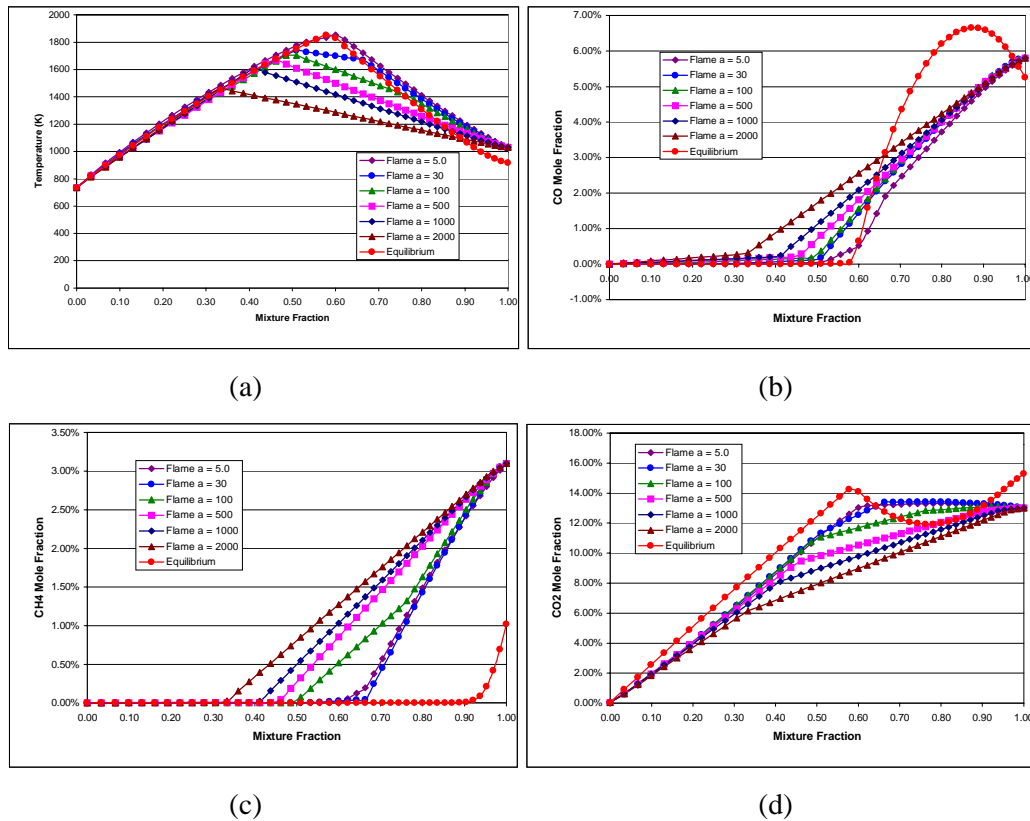 2000
1800
1600
1400
1200
1000
800
600
400
200
0
Temperature (K)
0.00 0.10 0.20 0.30 0.40 0.50 0.60 0.70 0.80 0.90 1.00
Mixture Fraction
Flame a = 5.0
Flame a = 30
Flame a = 100
Flame a = 500
Flame a = 1000
Flame a = 2000
Equilibrium
(a)
7.00%
6.00%
5.00%
4.00%
3.00%
2.00%
1.00%
0.00%
-1.00%
CO Mole Fraction
0.00 0.10 0.20 0.30 0.40 0.50 0.60 0.70 0.80 0.90 1.00
Mixture Fraction
Flame a = 5.0
Flame a = 30
Flame a = 100
Flame a = 500
Flame a = 1000
Flame a = 2000
Equilibrium
(b)
3.50%
3.00%
2.50%
2.00%
1.50%
1.00%
0.50%
0.00%
CH4 Mole Fraction
0.00 0.10 0.20 0.30 0.40 0.50 0.60 0.70 0.80 0.90 1.00
Mixture Fraction
Flame a = 5.0
Flame a = 30
Flame a = 100
Flame a = 500
Flame a = 1000
Flame a = 2000
Equilibrium
(c)
18.00%
16.00%
14.00%
12.00%
10.00%
8.00%
6.00%
4.00%
2.00%
0.00%
CO2 Mole Fraction
0.00 0.10 0.20 0.30 0.40 0.50 0.60 0.70 0.80 0.90 1.00
Mixture Fraction
Flame a = 5.0
Flame a = 30
Flame a = 100
Flame a = 500
Flame a = 1000
Flame a = 2000
Equilibrium
(d)